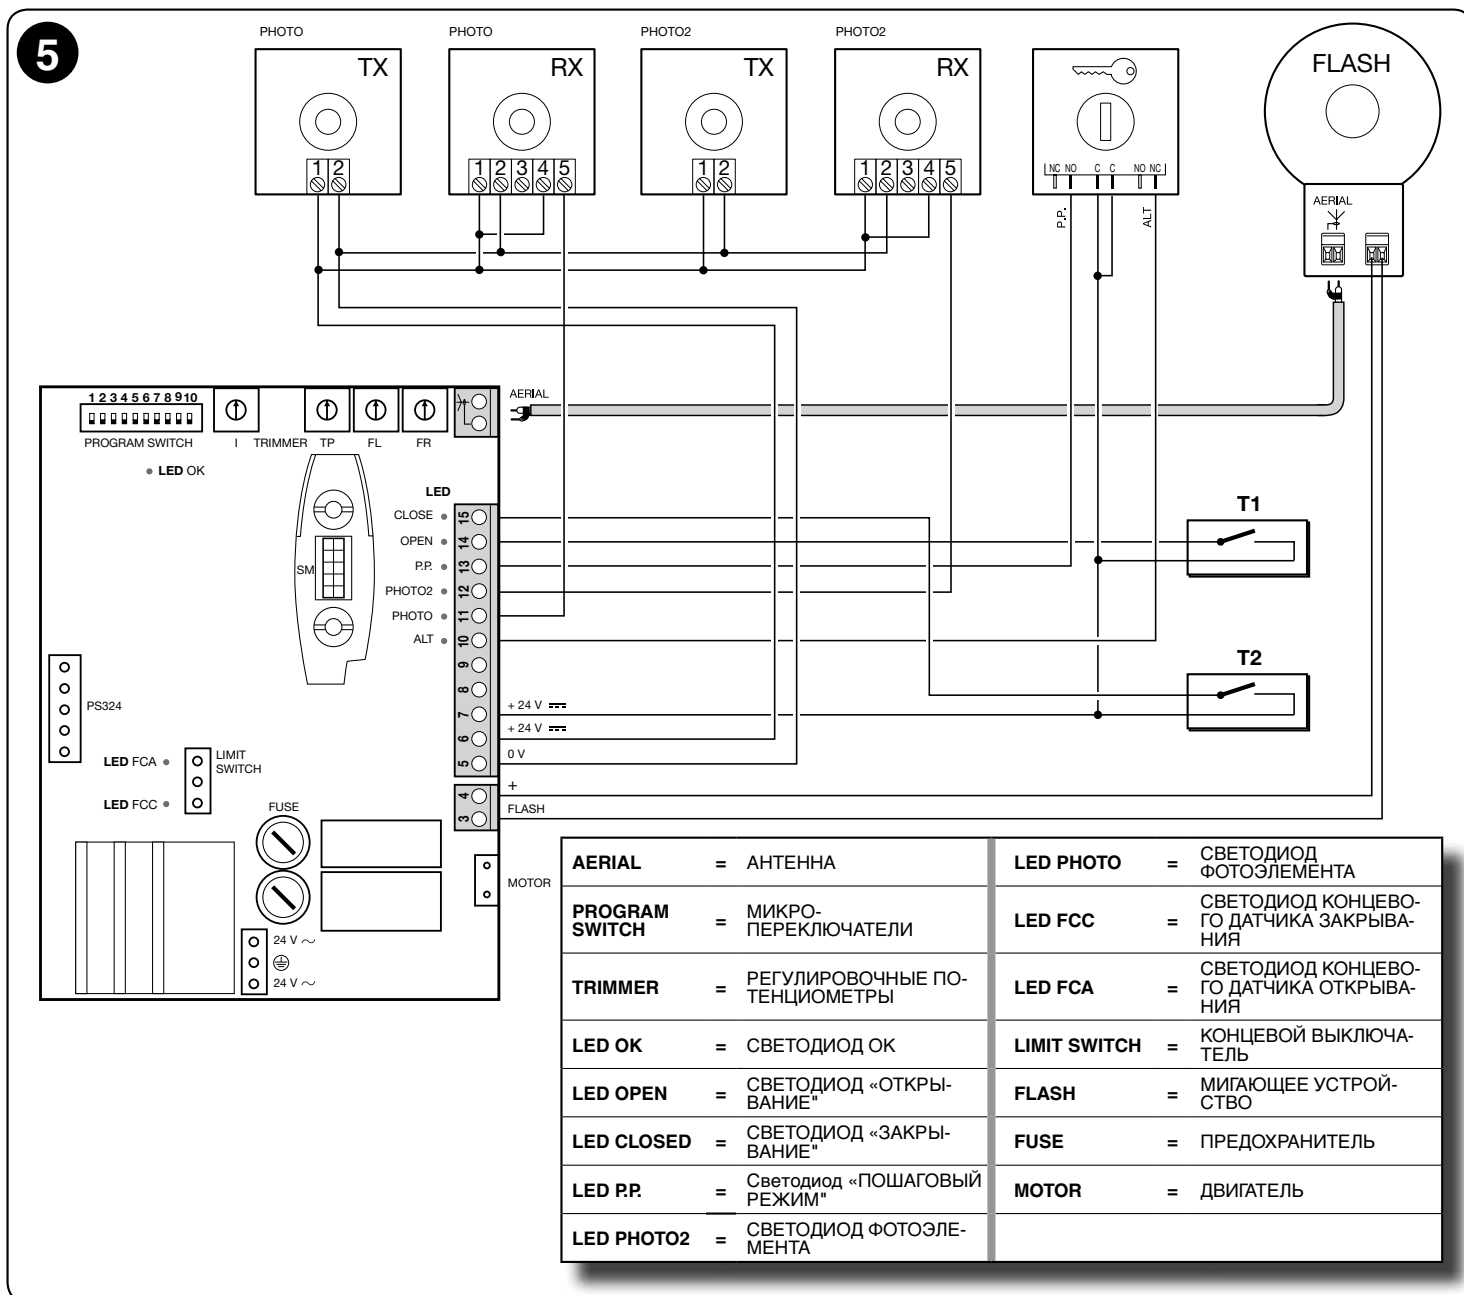 5
PHOTO
PHOTO
PHOTO2
PHOTO2
TX
RX
TX
RX
FLASH
1 2
1 2 3 4 5
1 2
1 2 3 4 5
NC NO C C NO NC
P.P.
ALT
AERIAL
1 2 3 4 5 6 7 8 9 10
PROGRAM SWITCH
I TRIMMER TP FL FR
AERIAL
LED OK
LED
CLOSE 15
OPEN 14
P.P. 13
PHOTO2 12
PHOTO 11
ALT 10
9
8
7 + 24 V
6 + 24 V
5 0 V
4 +
3 FLASH
SM
T1
T2
PS324
LED FCA
LIMIT
SWITCH
LED FCC
FUSE
MOTOR
24 V ~
24 V ~
AERIAL = АНТЕННА
PROGRAM
SWITCH = МИКРО-
ПЕРЕКЛЮЧАТЕЛИ
TRIMMER = РЕГУЛИРОВОЧНЫЕ ПО-
ТЕНЦИОМЕТРЫ
LED OK = СВЕТОДИОД ОК
LED OPEN = СВЕТОДИОД «ОТКРЫ-
ВАНИЕ"
LED CLOSED = СВЕТОДИОД «ЗАКРЫ-
ВАНИЕ"
LED P.P. = Светодиод «ПОШАГОВЫЙ
РЕЖИМ"
LED PHOTO2 = СВЕТОДИОД ФОТОЭЛЕ-
МЕНТА
LED PHOTO = СВЕТОДИОД
ФОТОЭЛЕМЕНТА
LED FCC = СВЕТОДИОД КОНЦЕВО-
ГО ДАТЧИКА ЗАКРЫВА-
НИЯ
LED FCA = СВЕТОДИОД КОНЦЕВО-
ГО ДАТЧИКА ОТКРЫВА-
НИЯ
LIMIT SWITCH = КОНЦЕВОЙ ВЫКЛЮЧА-
ТЕЛЬ
FLASH = МИГАЮЩЕЕ УСТРОЙ-
СТВО
FUSE = ПРЕДОХРАНИТЕЛЬ
MOTOR = ДВИГАТЕЛЬ